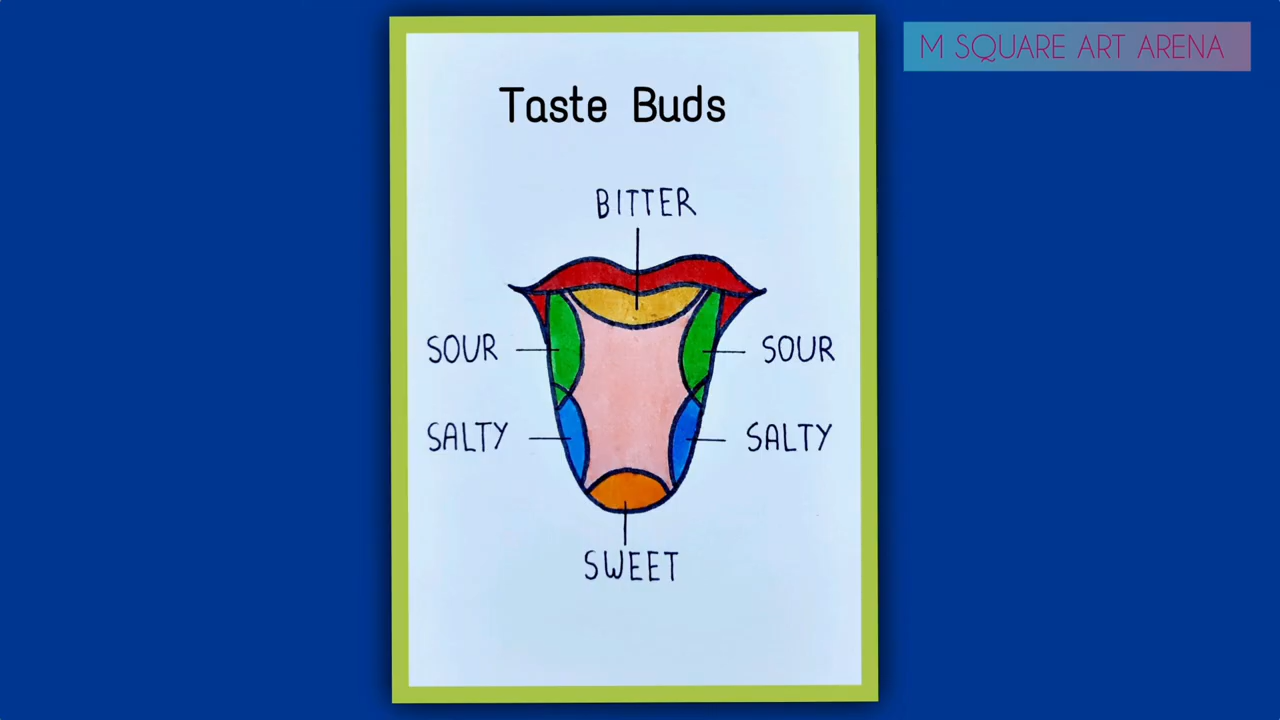 M SQUARE ART ARENA
Taste Buds
BITTER
SOUR
SOUR
SALTY
SALTY
SWEET